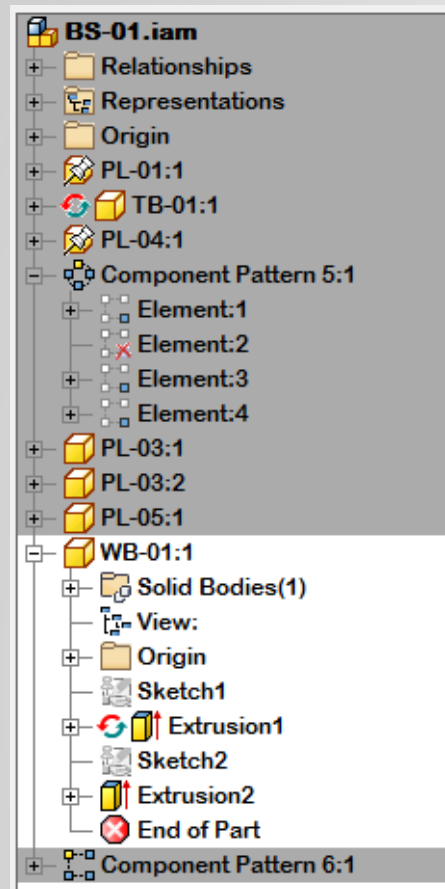 BS-01.iam
Relationships
Representations
Origin
PL-01:1
TB-01:1
PL-04:1
Component Pattern 5:1
Element:1
Element:2
Element:3
Element:4
PL-03:1
PL-03:2
PL-05:1
WB-01:1
Solid Bodies(1)
View:
Origin
Sketch1
Extrusion1
Sketch2
Extrusion2
End of Part
Component Pattern 6:1